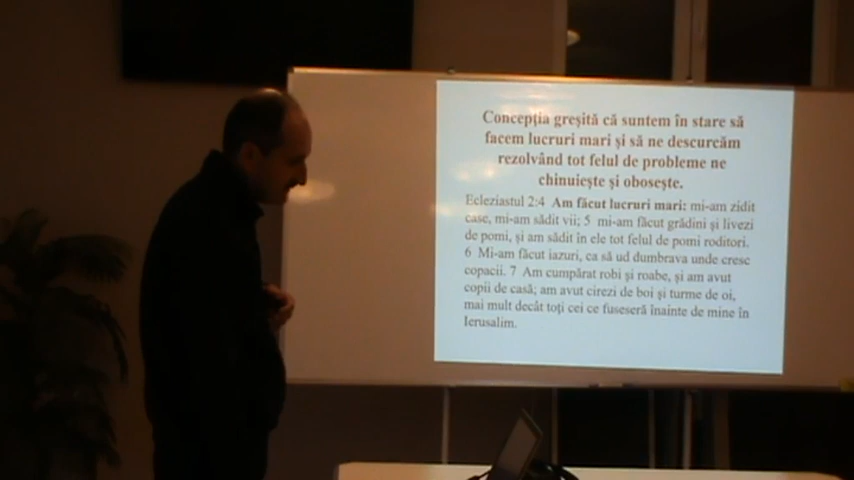 Concepția greșită că suntem în stare să
facem lucruri mari și să ne descurcăm
rezolvând tot felul de probleme ne
chinuiește și obosește.
Ecleziastul 2:4 Am făcut lucruri mari: mi-am zidit
case, mi-am sădit vii; 5 mi-am făcut grădini și livezi
de pomi, și am sădit în ele tot felul de pomi roditori.
6 Mi-am făcut iazuri, ca să ud dumbrava unde cresc
copacii. 7 Am cumpărat robi și roabe, și am avut
copii de casă; am avut cirezi de boi și turme de oi,
mai mult decât toți cei ce fuseseră înainte de mine în
Ierusalim.